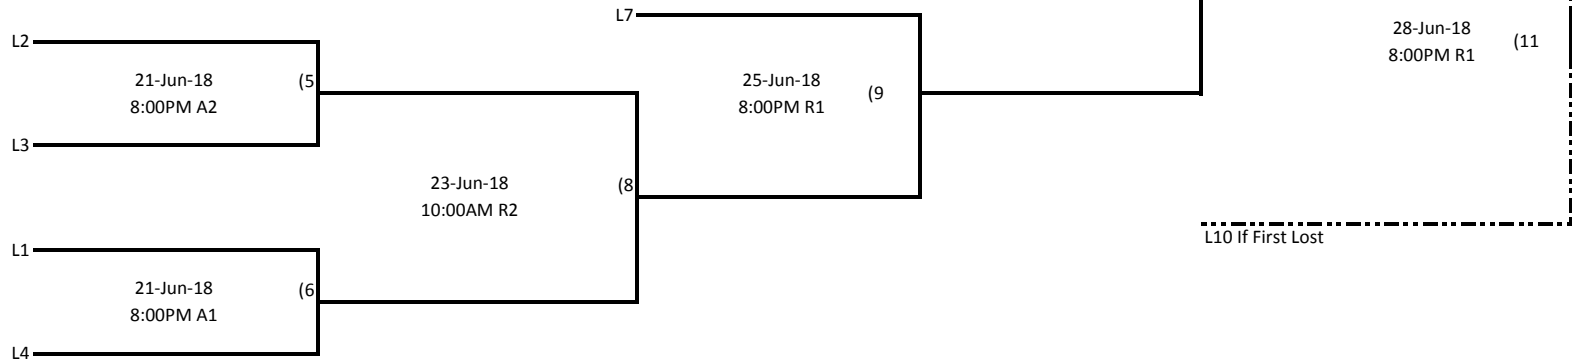 L7
28-Jun-18
8:00PM R1
(11
L2
21-Jun-18
8:00PM A2
(5
25-Jun-18
8:00PM R1
(9
L3
23-Jun-18
10:00AM R2
(8
L10 If First Lost
L1
21-Jun-18
8:00PM A1
(6
L4